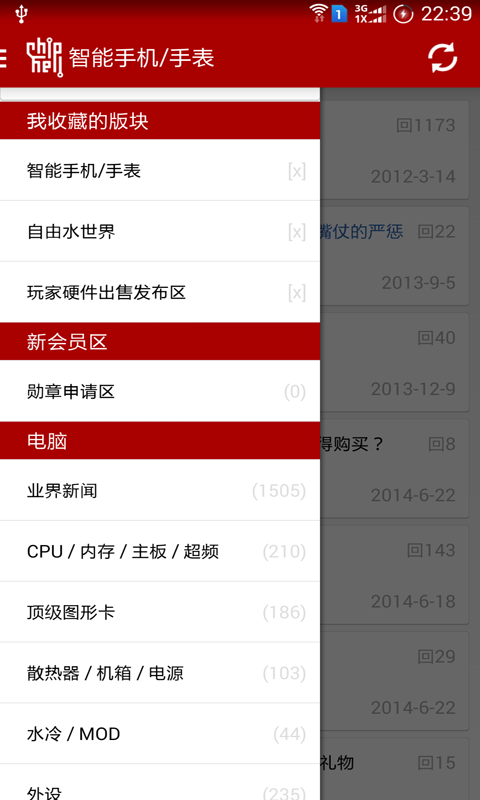 1
3G
1X
22:39
chip hell
智能手机/手表
我收藏的版块
智能手机/手表 [x]
自由水世界 [x]
玩家硬件出售发布区 [x]
新会员区
勋章申请区 (0)
电脑
业界新闻 (1505)
CPU / 内存 / 主板 / 超频 (210)
顶级图形卡 (186)
散热器 / 机箱 / 电源 (103)
水冷 / MOD (44)
外设 (235)
回1173
2012-3-14
嘴仗的严惩 回22
2013-9-5
回40
2013-12-9
得购买？ 回8
2014-6-22
回143
2014-6-18
回29
2014-6-22
礼物 回15